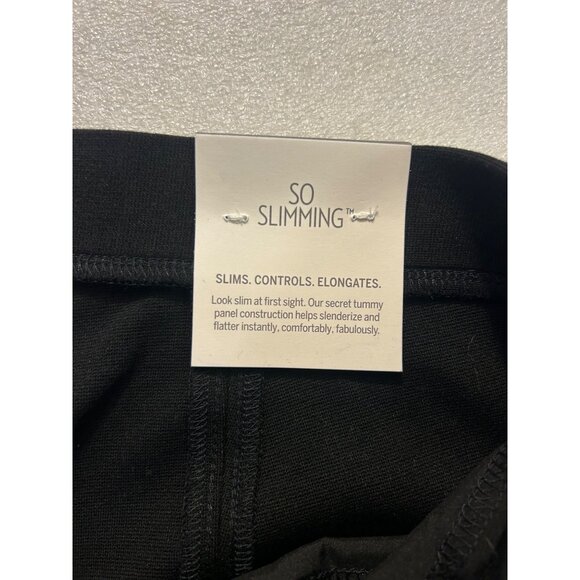 SO
SLIMMING™
SLIMS. CONTROLS. ELONGATES.
Look slim at first sight. Our secret tummy
panel construction helps slenderize and
flatter instantly, comfortably, fabulously.